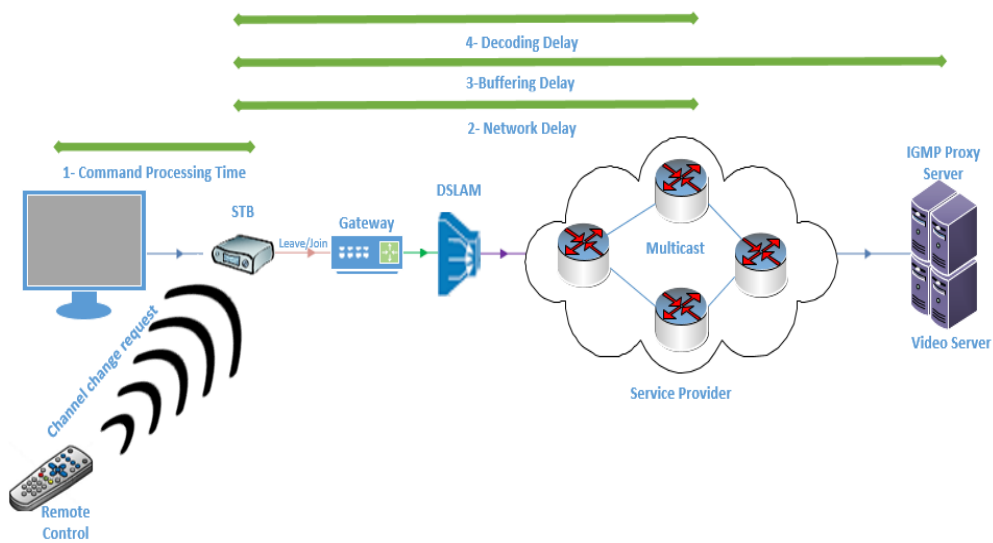 4- Decoding Delay
3-Buffering Delay
2- Network Delay
1- Command Processing Time
IGMP Proxy
Server
DSLAM
STB
Gateway
Leave/Join
Multicast
Video Server
Channel change request
Service Provider
Remote
Control